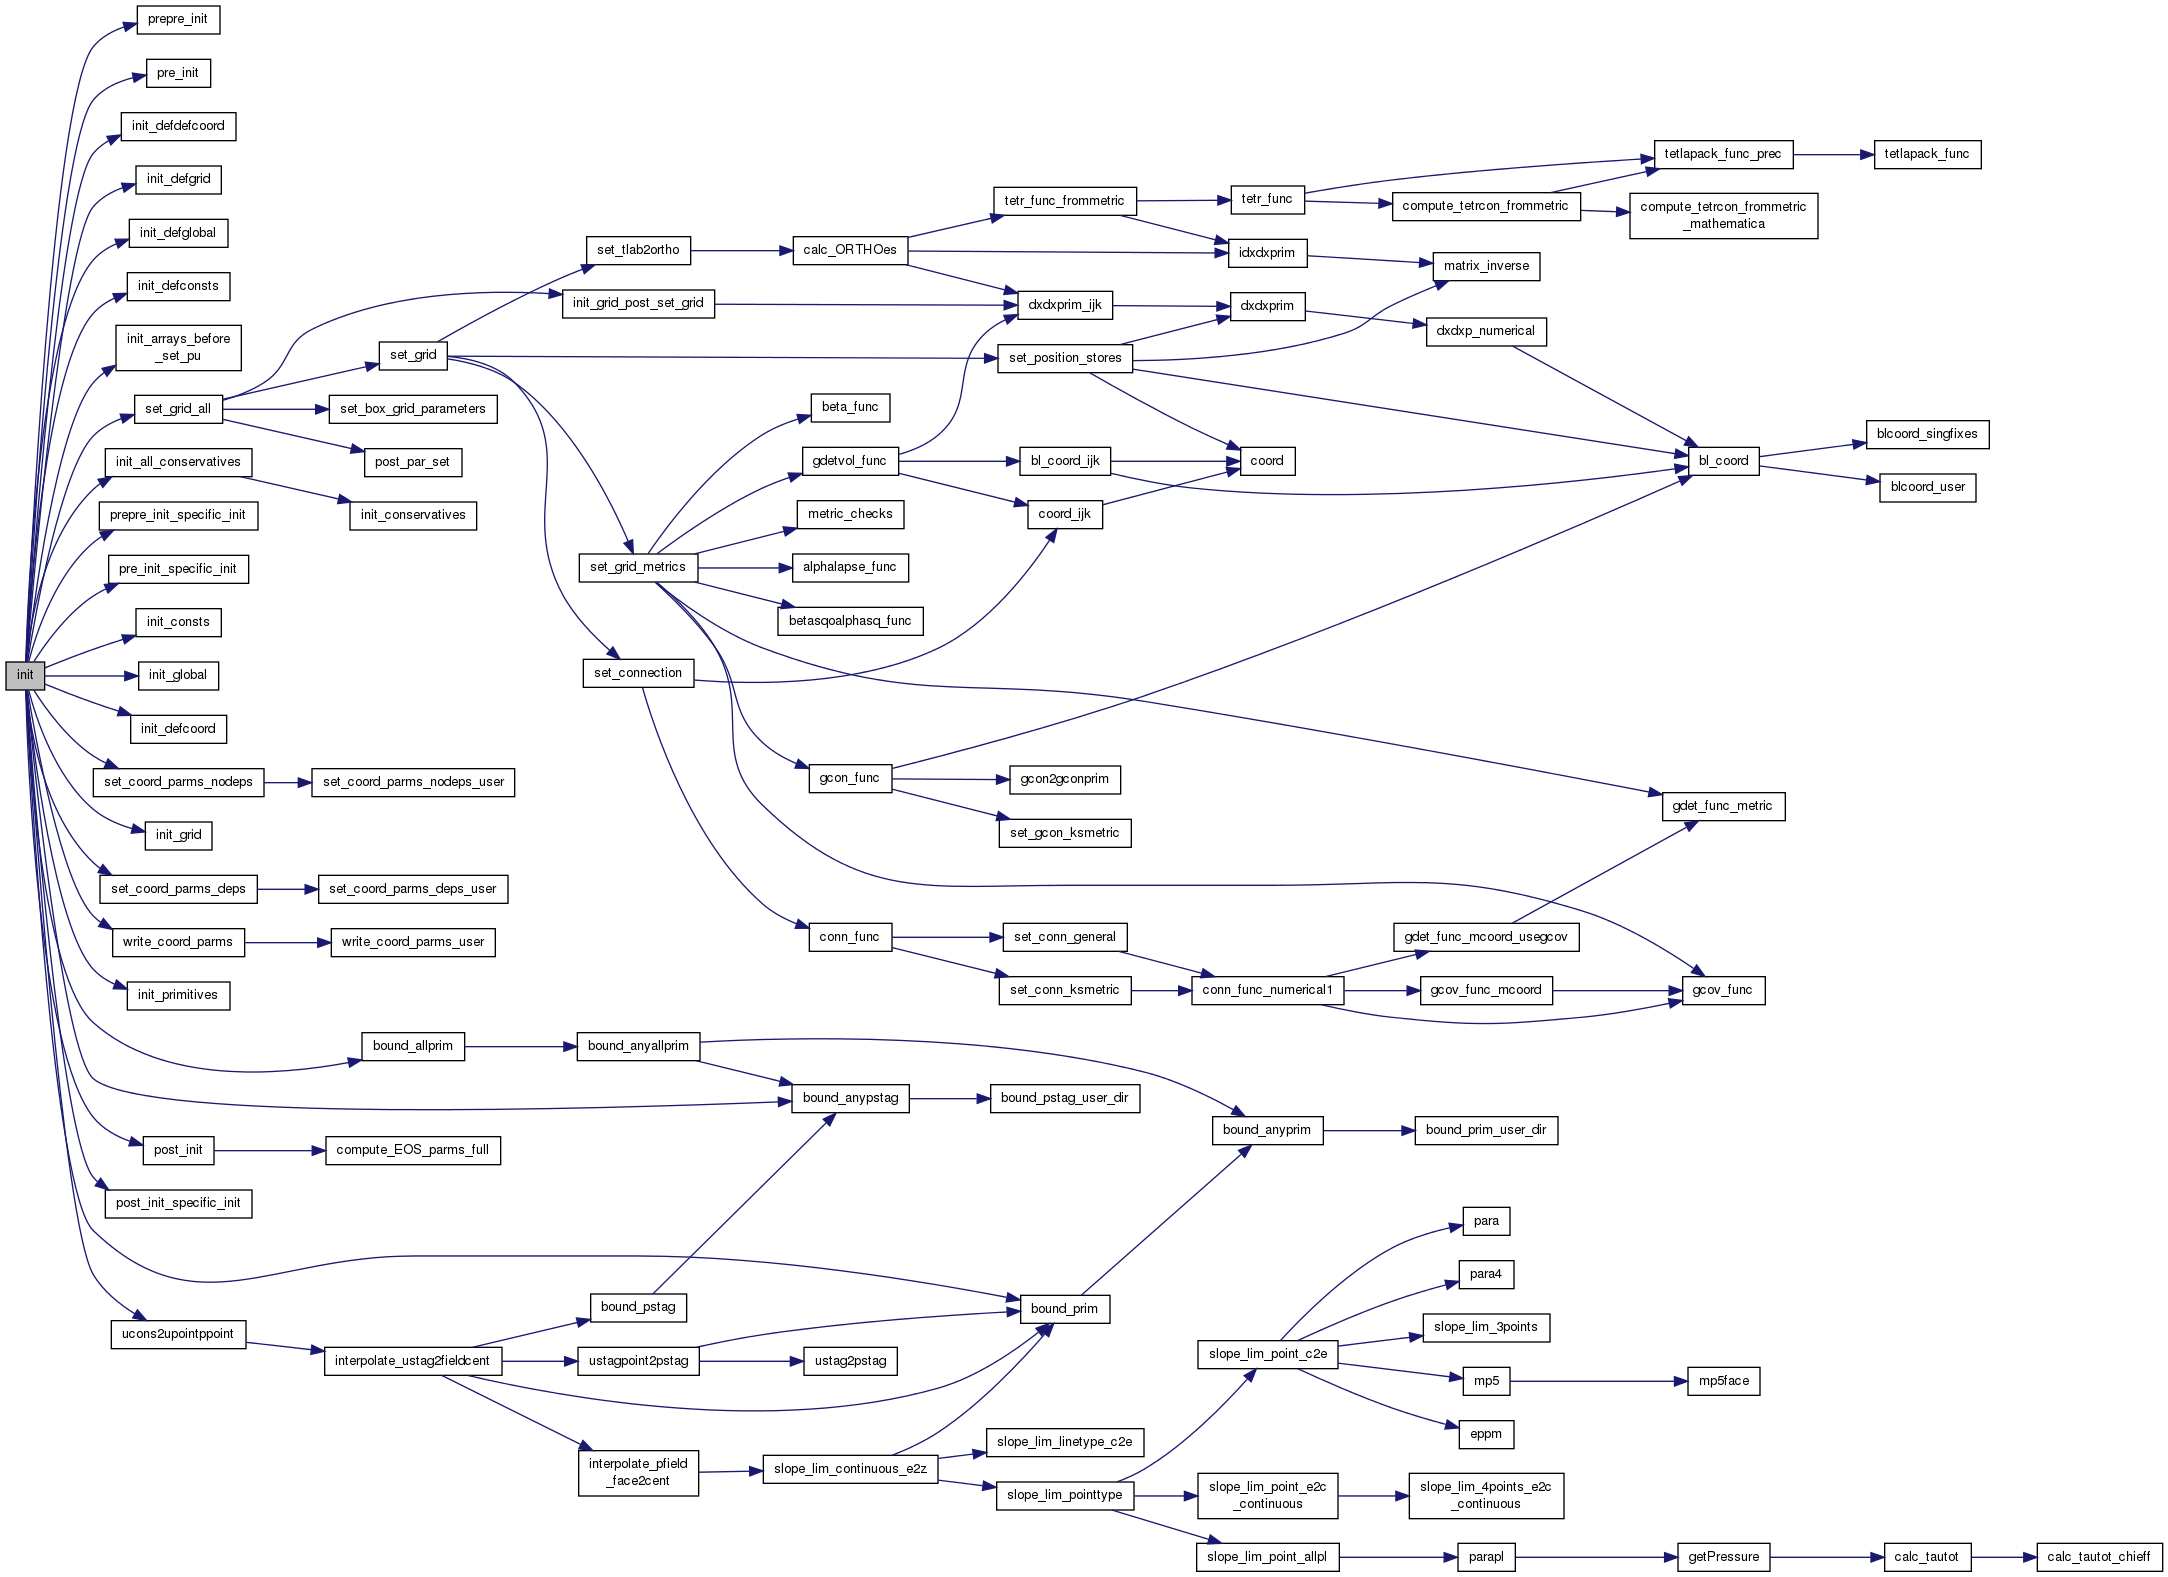 prepre_init
pre_init
init_defdefcoord
init_defgrid
init_defglobal
init_defconsts
init_arrays_before
_set_pu
set_grid_all
init_all_conservatives
prepre_init_specific_init
pre_init_specific_init
init_consts
init_global
init
init_defcoord
set_coord_parms_nodeps
init_grid
set_coord_parms_deps
write_coord_parms
init_primitives
post_init
post_init_specific_init
ucons2upointppoint
set_grid
set_box_grid_parameters
post_par_set
init_conservatives
set_coord_parms_nodeps_user
set_coord_parms_deps_user
write_coord_parms_user
bound_allprim
compute_EOS_parms_full
interpolate_ustag2fieldcent
set_tlab2ortho
init_grid_post_set_grid
set_grid_metrics
set_connection
bound_anyallprim
bound_pstag
ustagpoint2pstag
interpolate_pfield
_face2cent
calc_ORTHOes
beta_func
gdetvol_func
metric_checks
alphalapse_func
betasqoalphasq_func
gcon_func
conn_func
bound_anypstag
ustag2pstag
slope_lim_continuous_e2z
tetr_func_frommetric
dxdxprim_ijk
set_position_stores
bl_coord_ijk
coord_ijk
gcon2gconprim
set_gcon_ksmetric
set_conn_general
set_conn_ksmetric
bound_pstag_user_dir
bound_prim
slope_lim_linetype_c2e
slope_lim_pointtype
tetr_func
idxdxprim
dxdxprim
coord
conn_func_numerical1
bound_anyprim
slope_lim_point_c2e
slope_lim_point_e2c
_continuous
slope_lim_point_allpl
compute_tetrcon_frommetric
matrix_inverse
dxdxp_numerical
gdet_func_mcoord_usegcov
gcov_func_mcoord
bound_prim_user_dir
para
para4
slope_lim_3points
mp5
eppm
slope_lim_4points_e2c
_continuous
parapl
tetlapack_func_prec
compute_tetrcon_frommetric
_mathematica
bl_coord
gdet_func_metric
gcov_func
mp5face
getPressure
tetlapack_func
blcoord_singfixes
blcoord_user
calc_tautot
calc_tautot_chieff